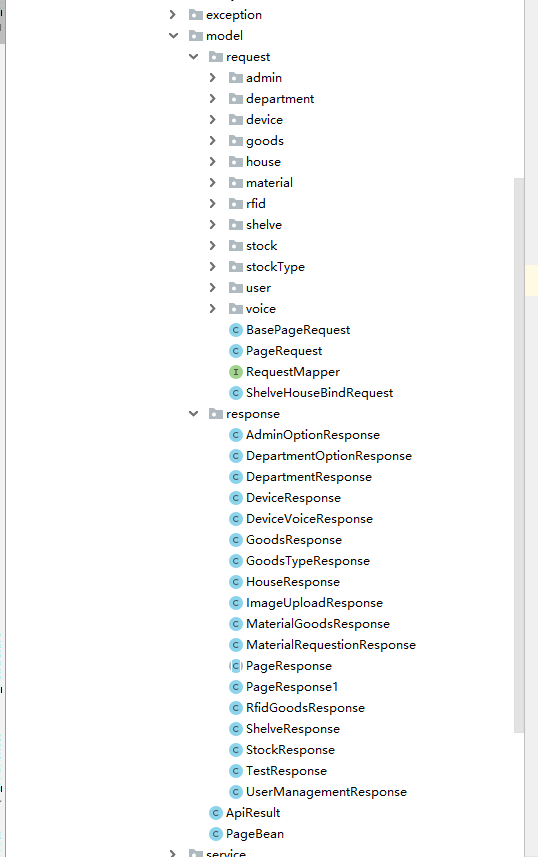 exception
model
request
admin
department
device
goods
house
material
rfid
shelve
stock
stockType
user
voice
BasePageRequest
PageRequest
RequestMapper
ShelveHouseBindRequest
response
AdminOptionResponse
DepartmentOptionResponse
DepartmentResponse
DeviceResponse
DeviceVoiceResponse
GoodsResponse
GoodsTypeResponse
HouseResponse
ImageUploadResponse
MaterialGoodsResponse
MaterialRequestionResponse
PageResponse
PageResponse1
RfidGoodsResponse
ShelveResponse
StockResponse
TestResponse
UserManagementResponse
ApiResult
PageBean
service